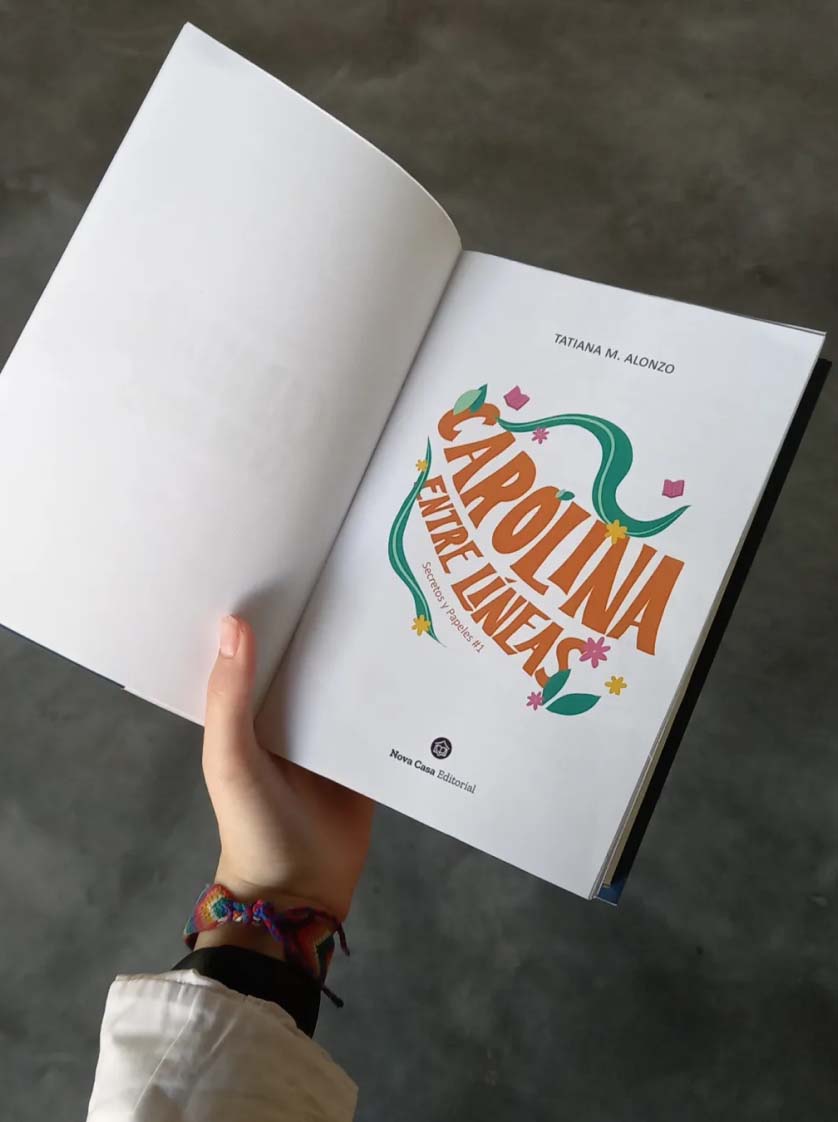 TATIANA M. ALONZO
CAROLINA
ENTRE LÍNEAS
Secretos y Papeles #1
Nova Casa Editorial